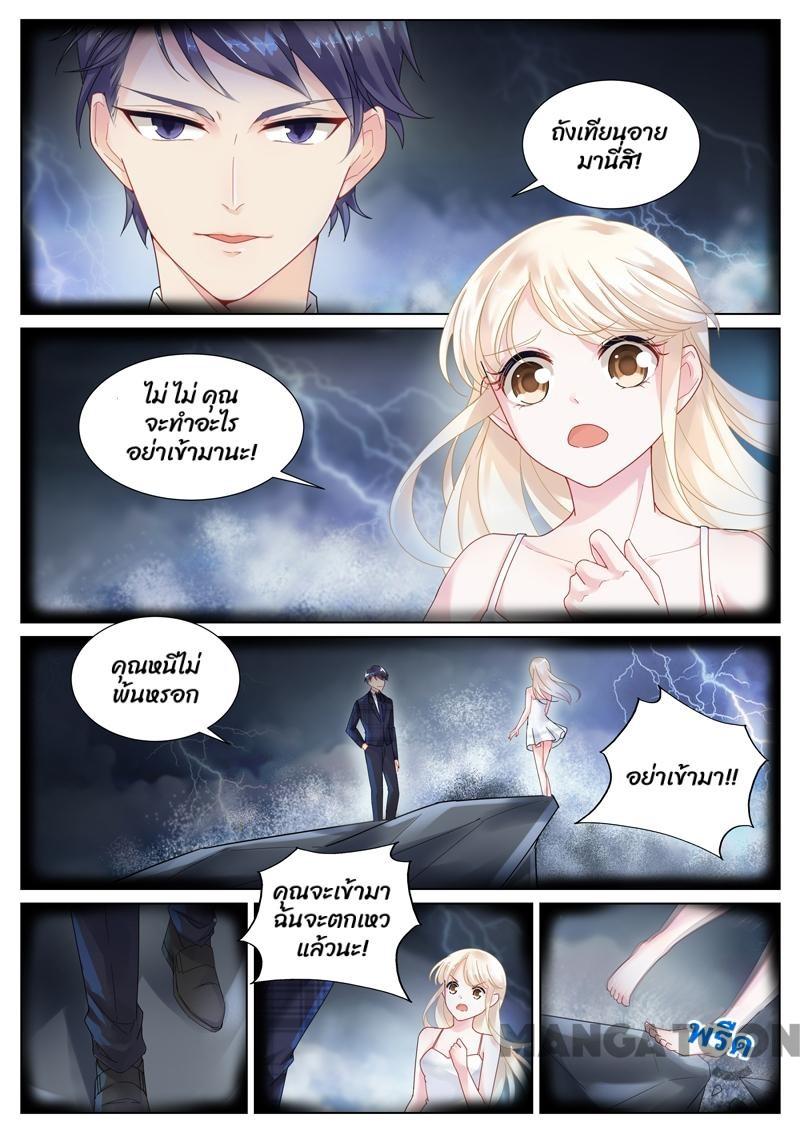 ถังเทียนอาย
มานี่สิ!
ไม่ ไม่ คุณ
จะทำอะไร
อย่าเข้ามานะ!
คุณหนีไม่
พ้นหรอก
อย่าเข้ามา!!
คุณจะเข้ามา
ฉันจะตกเหว
แล้วนะ!
พรืด
MANGATOON